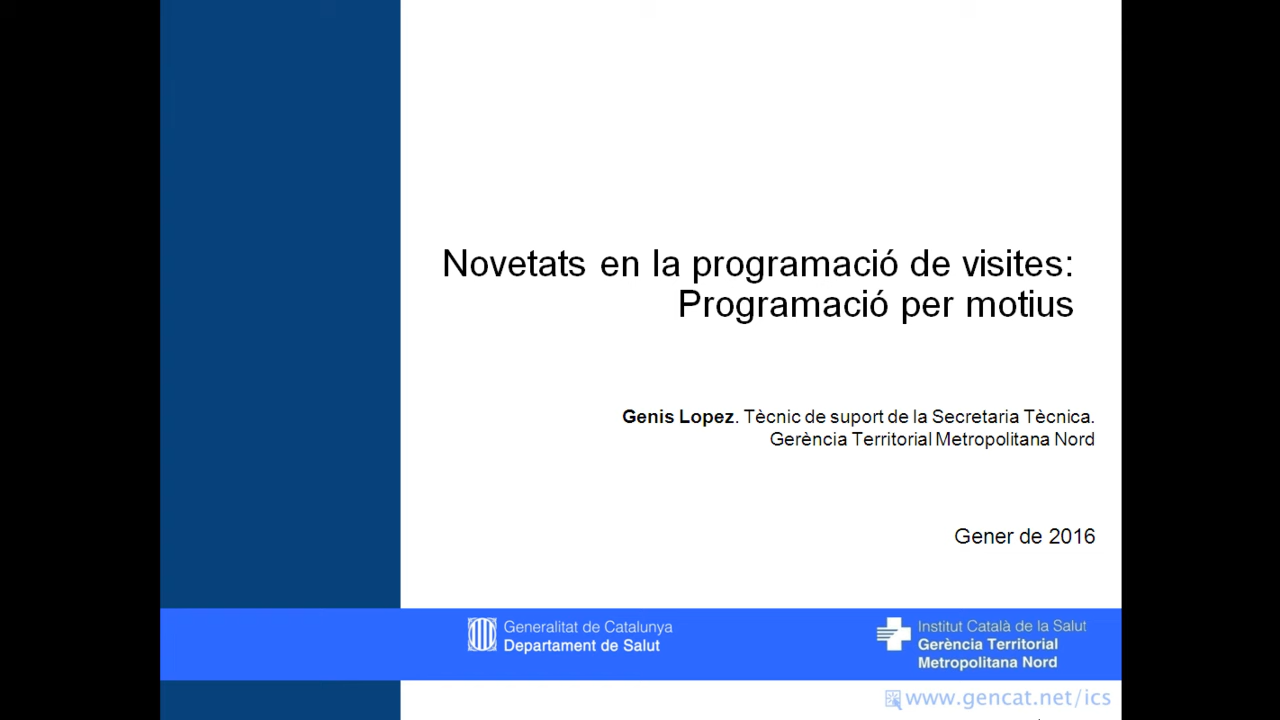 Novetats en la programació de visites:
Programació per motius
Genis Lopez. Tècnic de suport de la Secretaria Tècnica.
Gerència Territorial Metropolitana Nord
Gener de 2016
Generalitat de Catalunya
Departament de Salut
Institut Català de la Salut
Gerència Territorial
Metropolitana Nord
www.gencat.net/ics